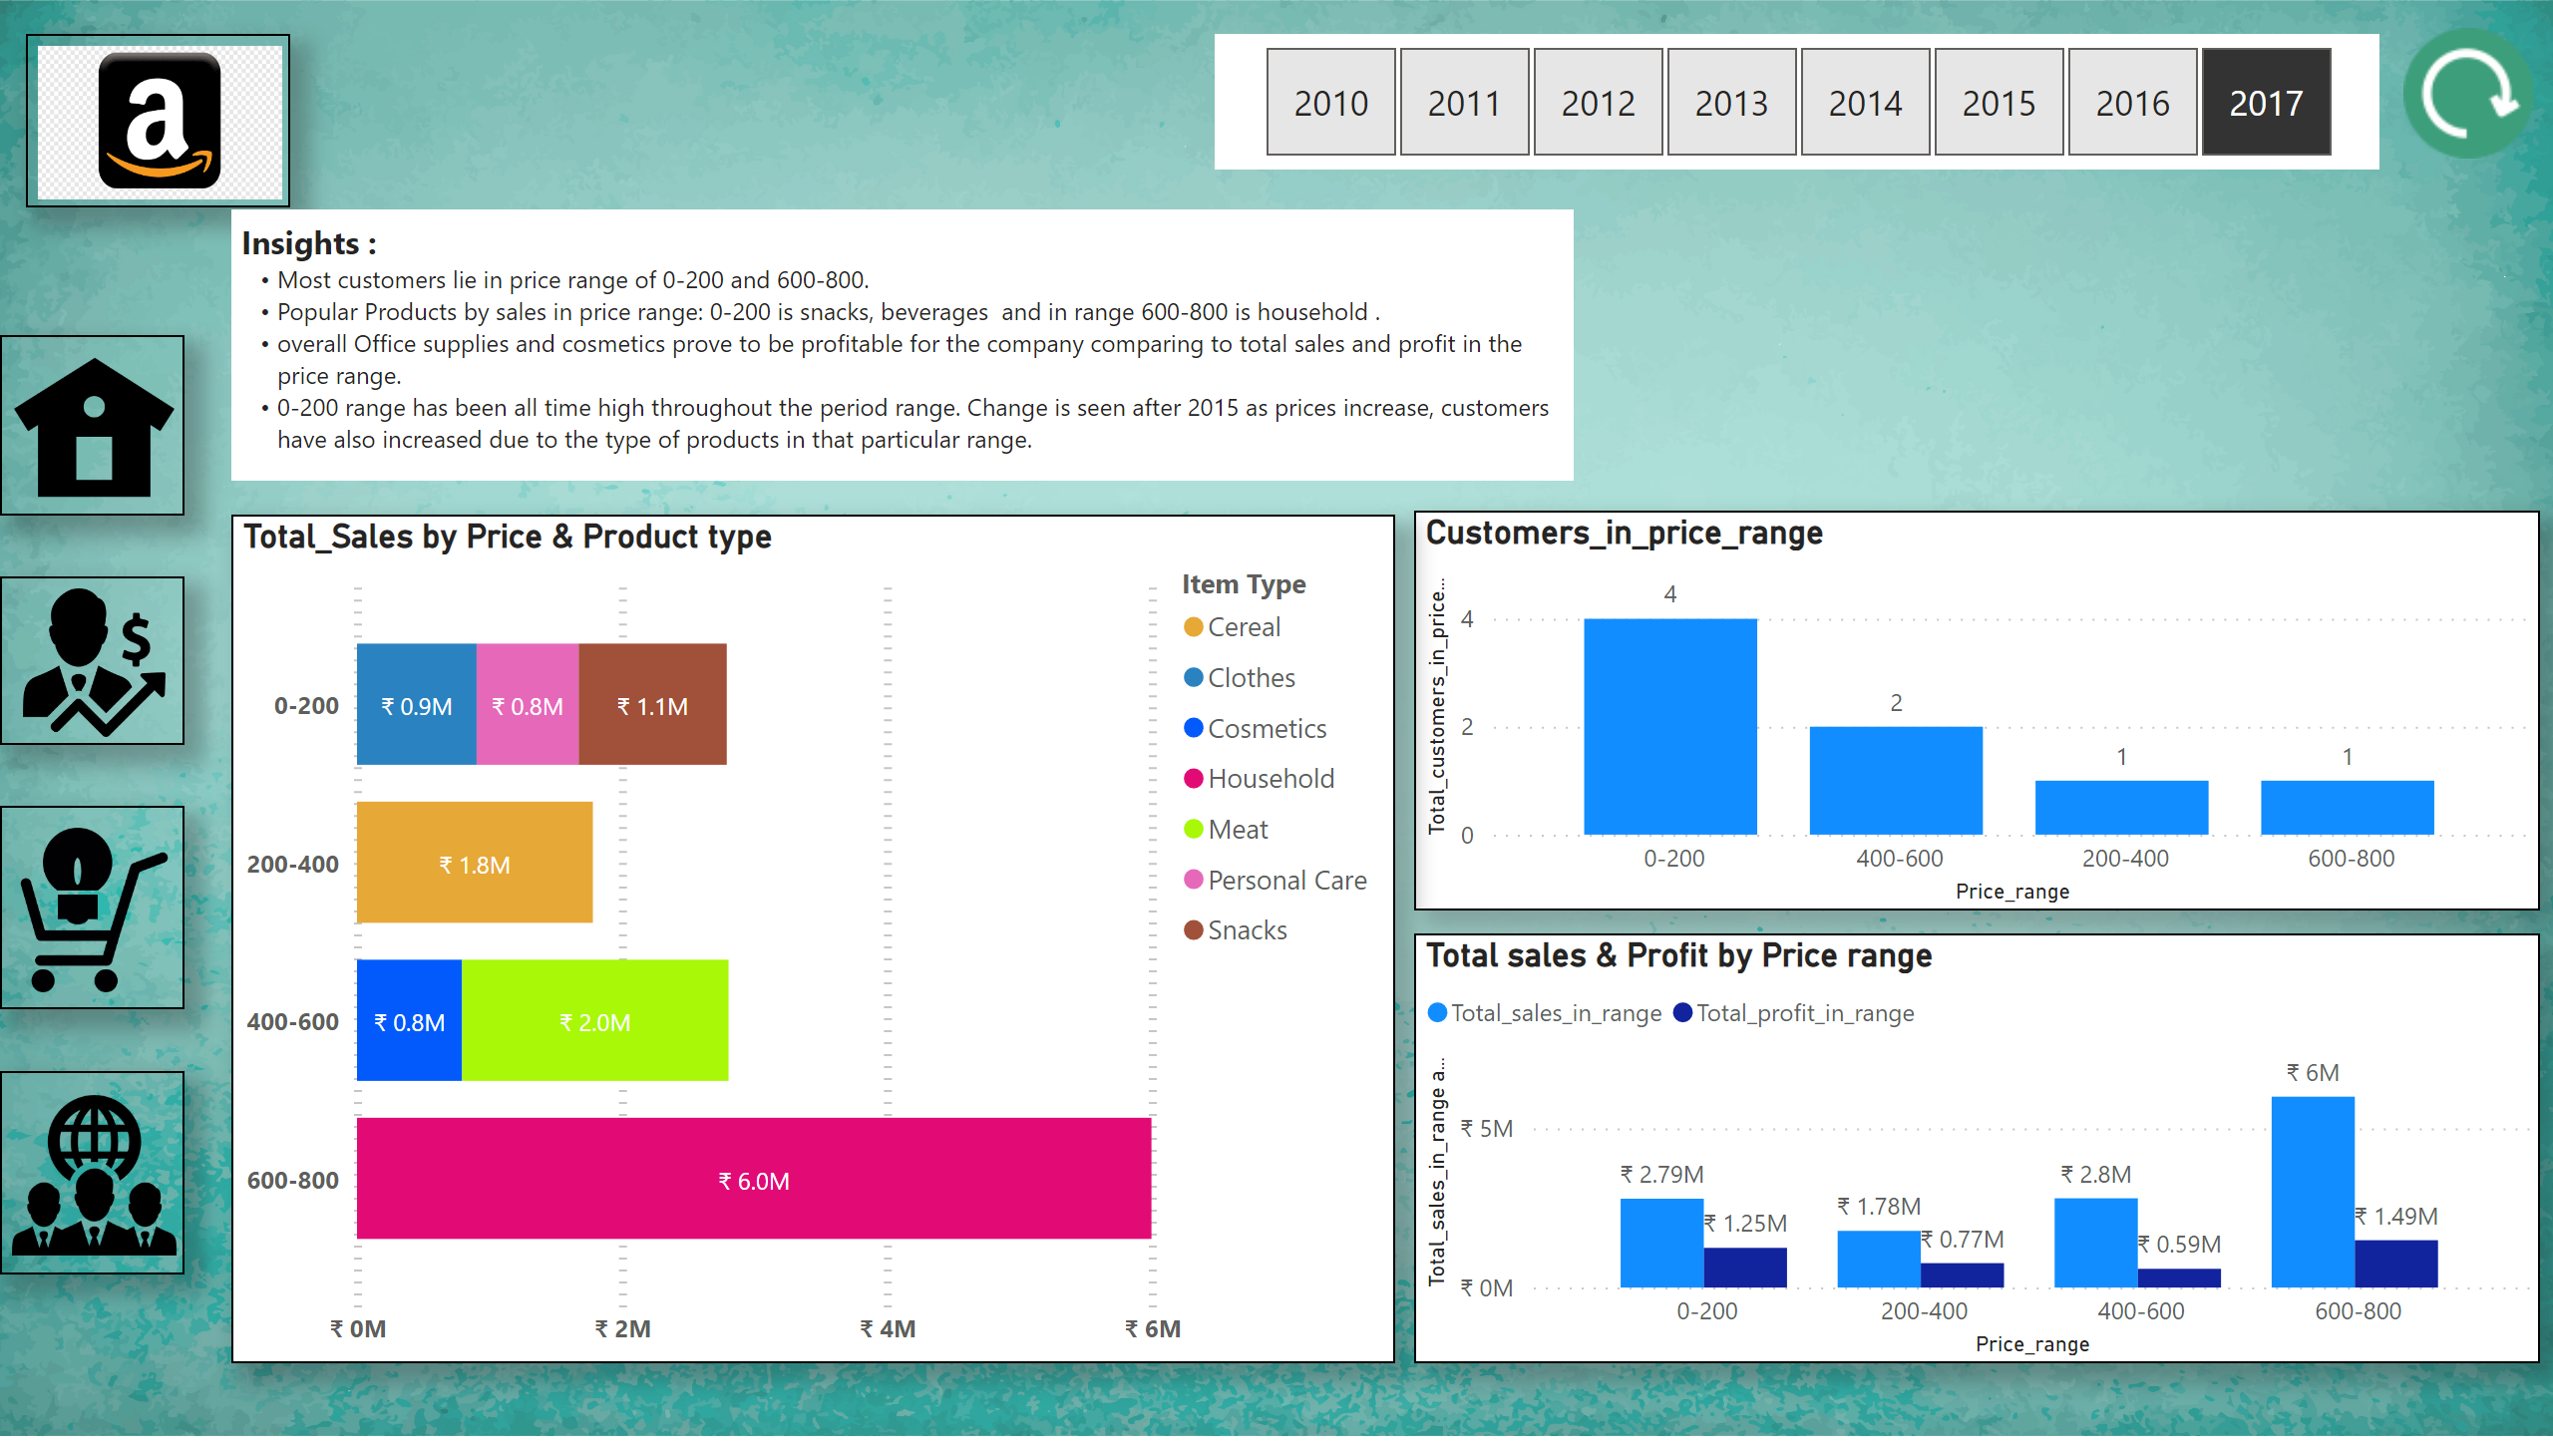 a
2010 2011 2012 2013 2014 2015 2016 2017
Insights :
• Most customers lie in price range of 0-200 and 600-800.
• Popular Products by sales in price range: 0-200 is snacks, beverages  and in range 600-800 is household .
• overall Office supplies and cosmetics prove to be profitable for the company comparing to total sales and profit in the
price range.
• 0-200 range has been all time high throughout the period range. Change is seen after 2015 as prices increase, customers
have also increased due to the type of products in that particular range.
Total_Sales by Price & Product type
Item Type
Cereal
Clothes
Cosmetics
Household
Meat
Personal Care
Snacks
0-200
₹ 0.9M ₹ 0.8M ₹ 1.1M
200-400
₹ 1.8M
400-600
₹ 0.8M ₹ 2.0M
600-800
₹ 6.0M
₹ 0M ₹ 2M ₹ 4M ₹ 6M
$
Customers_in_price_range
Total_customers_in_price...
4
2
0
4
2
1
1
0-200 400-600 200-400 600-800
Price_range
Total sales & Profit by Price range
Total_sales_in_range Total_profit_in_range
Total_sales_in_range a...
₹ 5M
₹ 0M
₹ 2.79M
₹ 1.25M
₹ 1.78M
₹ 0.77M
₹ 2.8M
₹ 0.59M
₹ 6M
₹ 1.49M
0-200 200-400 400-600 600-800
Price_range